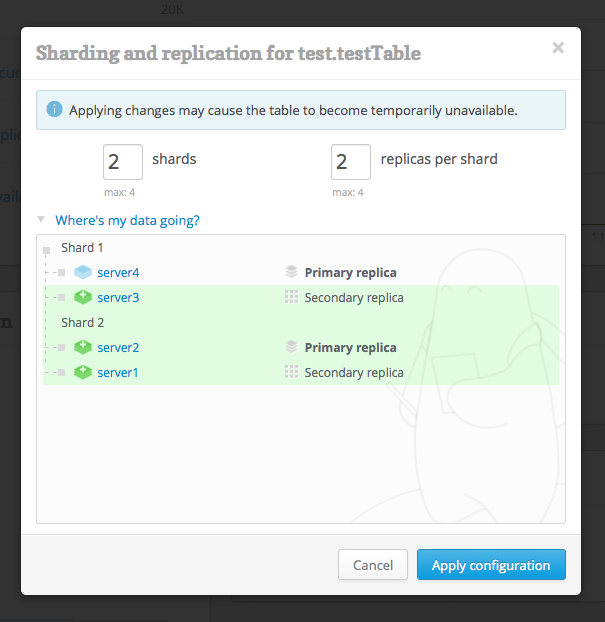 20K
Sharding and replication for test.testTable
×
Applying changes may cause the table to become temporarily unavailable.
2 shards
max: 4
2 replicas per shard
max: 4
Where's my data going?
Shard 1
server4 Primary replica
server3 Secondary replica
Shard 2
server2 Primary replica
server1 Secondary replica
Cancel Apply configuration